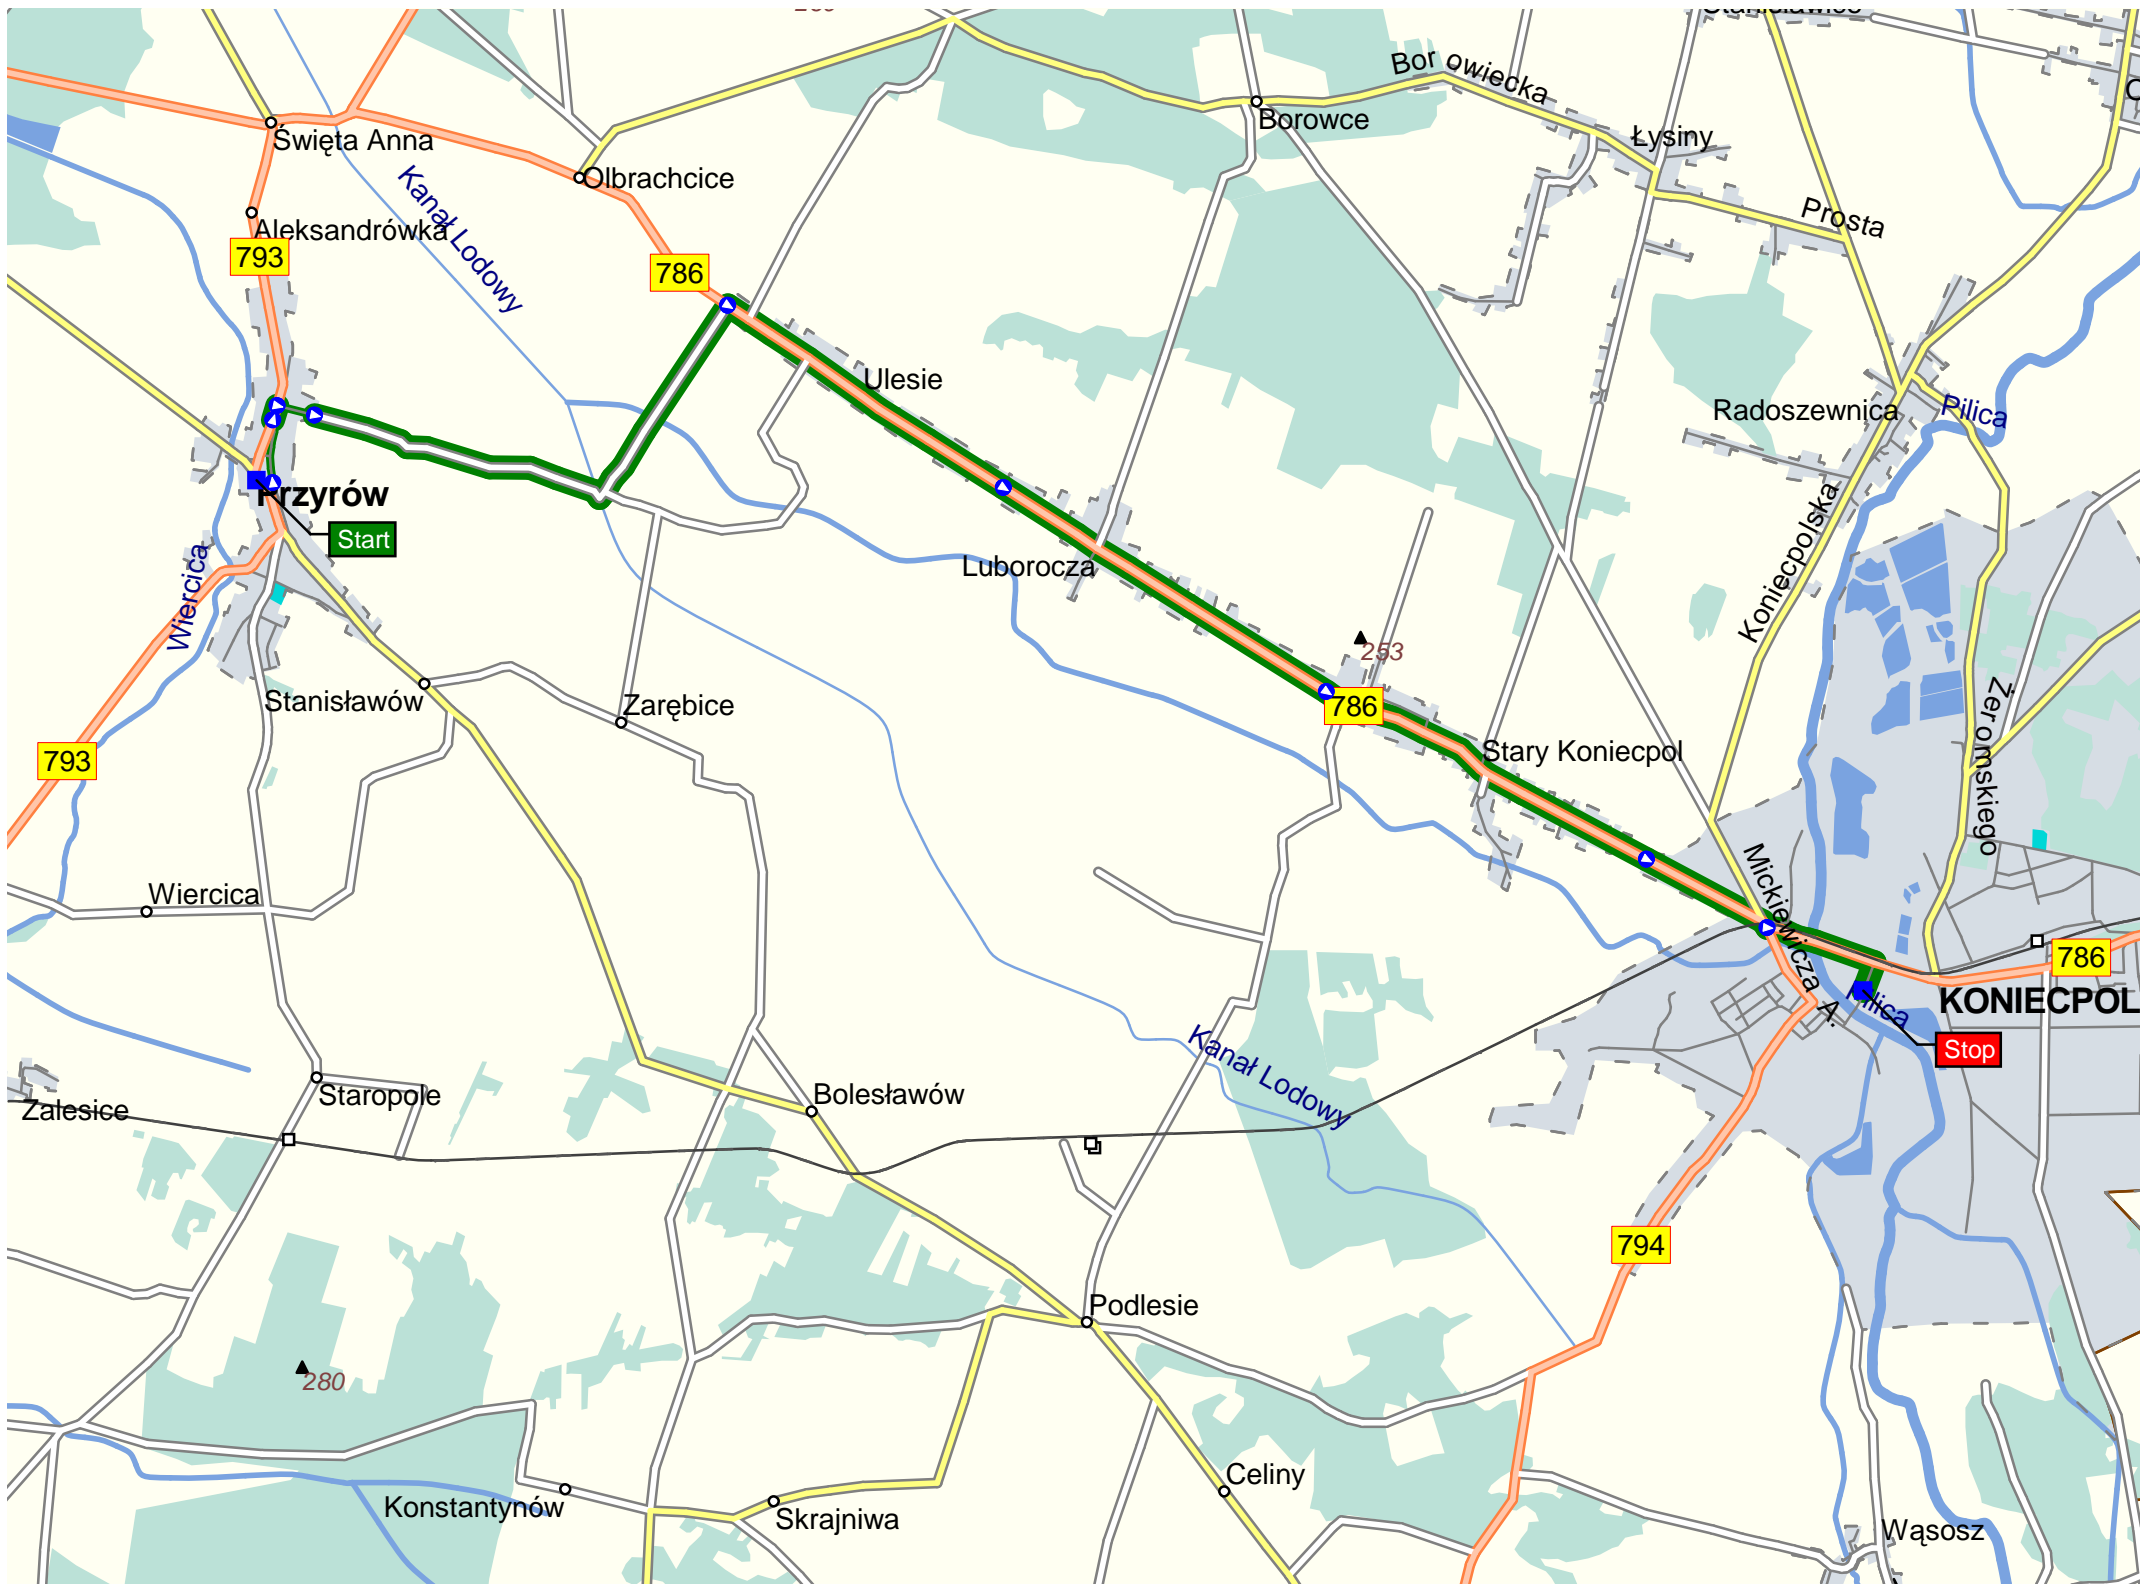 Bor owiecka
Borowce
Łysiny
Święta Anna
Olbrachcice
Kanał Lodowy
Aleksandrówka
793
786
Prosta
Ulesie
Radoszewnica
Pilica
Przyrów
Start
Koniecpolska
Luborocza
Wiercica
253
Stanisławów
Zarębice
786
Żer omskiego
793
Stary Koniecpol
Mickiewicza A.
Wiercica
786
KONIECPOL
Pilica
Stop
Kanał Lodowy
Zalesice
Staropole
Bolesławów
794
Podlesie
280
Celiny
Konstantynów
Skrajniwa
Wąsosz